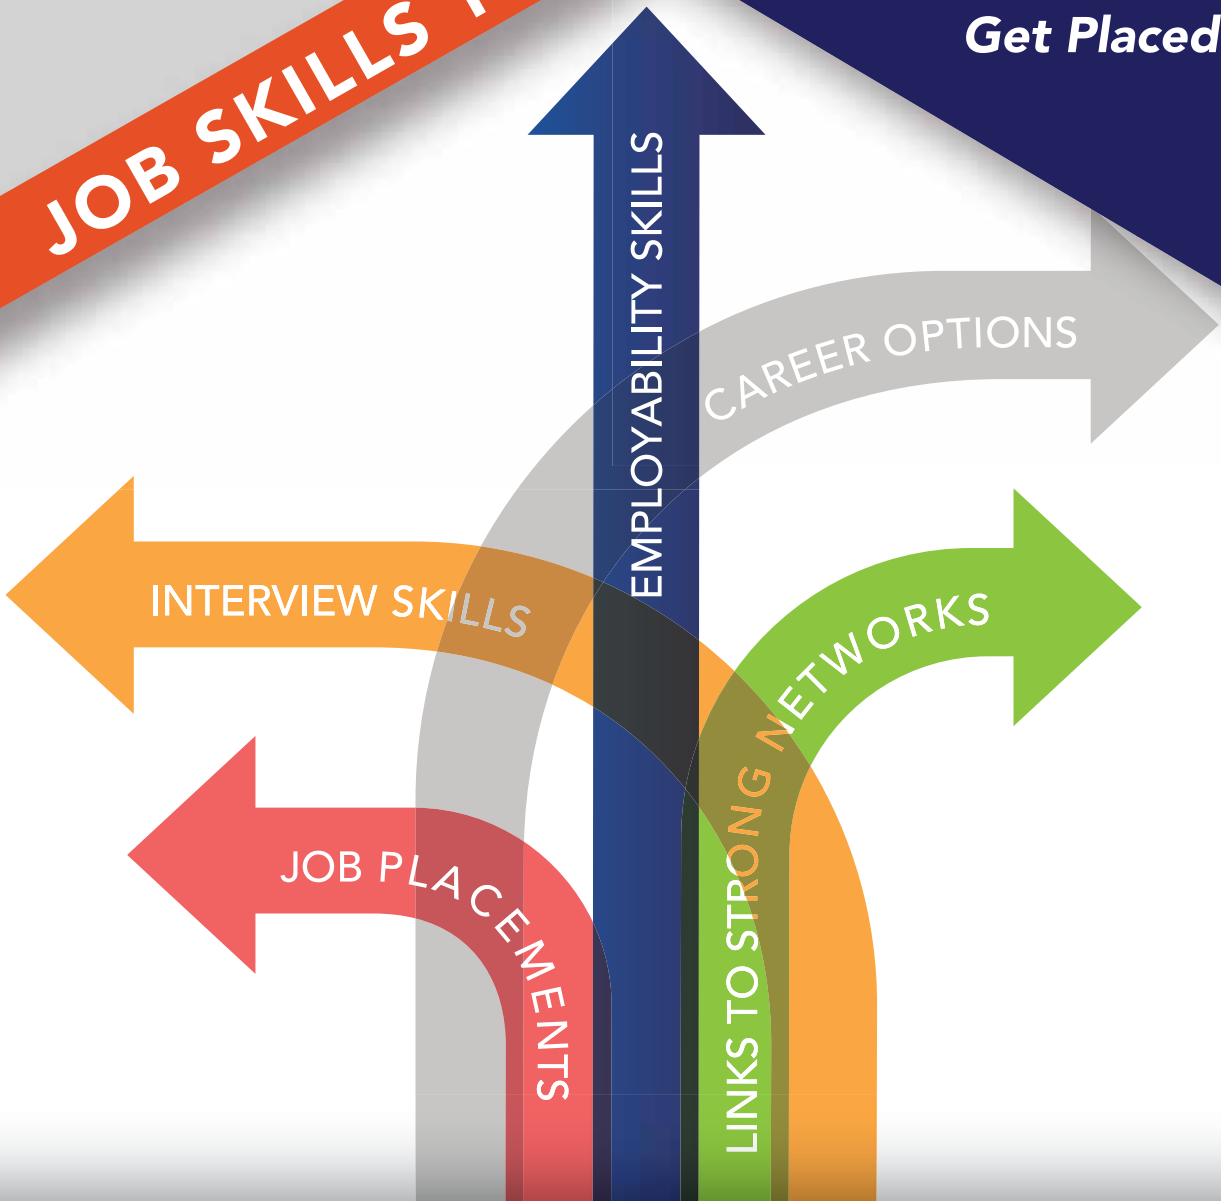 JOB SKILLS
Get Placed
EMPLOYABILITY SKILLS
CAREER OPTIONS
INTERVIEW SKILLS
LINKS TO STRONG NETWORKS
JOB PLACEMENTS